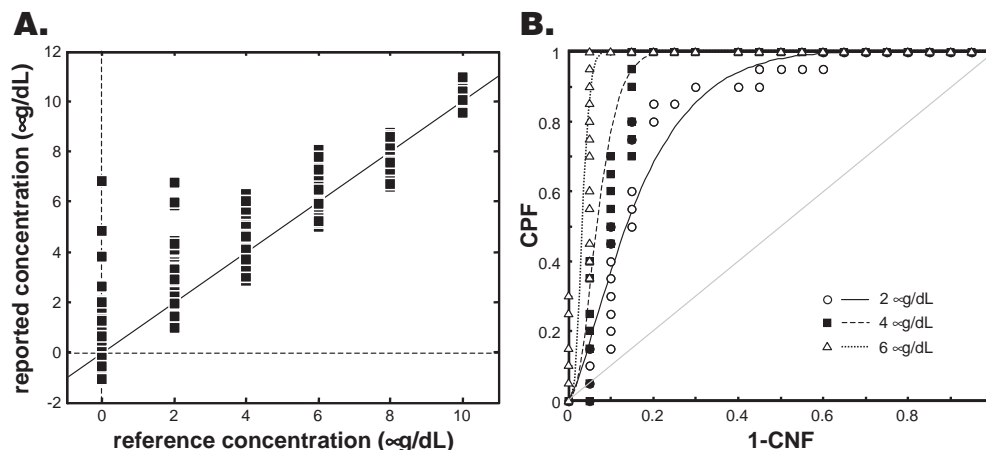 A.
B.
12
10
8
6
4
2
0
-2
reported concentration (∞g/dL)
0
2
4
6
8
10
reference concentration (∞g/dL)
1
0.8
0.6
0.4
0.2
0
CPF
0
0.2
0.4
0.6
0.8
1-CNF
2 ∞g/dL
4 ∞g/dL
6 ∞g/dL